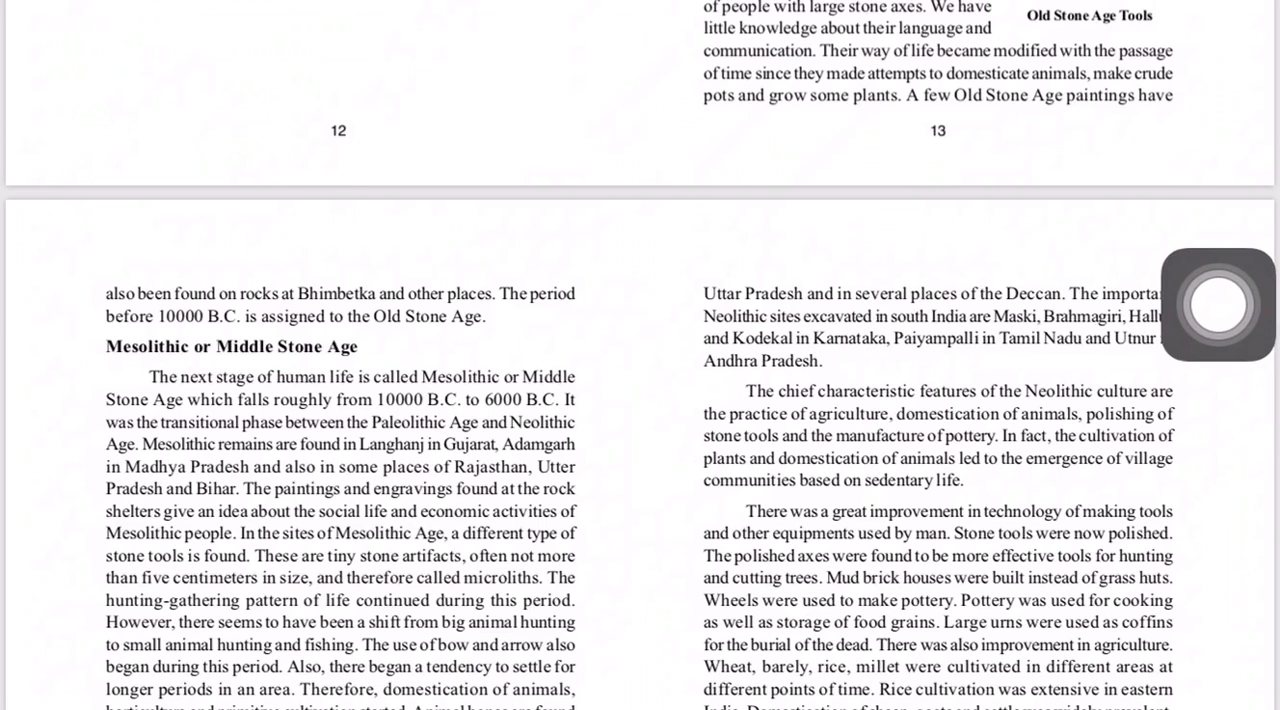 of people with large stone axes. We have
little knowledge about their language and
Old Stone Age Tools
communication. Their way of life became modified with the passage
of time since they made attempts to domesticate animals, make crude
pots and grow some plants. A few Old Stone Age paintings have
12
13
also been found on rocks at Bhimbetka and other places. The period
before 10000 B.C. is assigned to the Old Stone Age.
Mesolithic or Middle Stone Age
The next stage of human life is called Mesolithic or Middle
Stone Age which falls roughly from 10000 B.C. to 6000 B.C. It
was the transitional phase between the Paleolithic Age and Neolithic
Age. Mesolithic remains are found in Langhanj in Gujarat, Adamgarh
in Madhya Pradesh and also in some places of Rajasthan, Utter
Pradesh and Bihar. The paintings and engravings found at the rock
shelters give an idea about the social life and economic activities of
Mesolithic people. In the sites of Mesolithic Age, a different type of
stone tools is found. These are tiny stone artifacts, often not more
than five centimeters in size, and therefore called microliths. The
hunting-gathering pattern of life continued during this period.
However, there seems to have been a shift from big animal hunting
to small animal hunting and fishing. The use of bow and arrow also
began during this period. Also, there began a tendency to settle for
longer periods in an area. Therefore, domestication of animals,
Uttar Pradesh and in several places of the Deccan. The
Neolithic sites excavated in south India are Maski, Brahmagiri,
and Kodekal in Karnataka, Paiyampalli in Tamil Nadu and Utnur
Andhra Pradesh.
The chief characteristic features of the Neolithic culture are
the practice of agriculture, domestication of animals, polishing of
stone tools and the manufacture of pottery. In fact, the cultivation of
plants and domestication of animals led to the emergence of village
communities based on sedentary life.
There was a great improvement in technology of making tools
and other equipments used by man. Stone tools were now polished.
The polished axes were found to be more effective tools for hunting
and cutting trees. Mud brick houses were built instead of grass huts.
Wheels were used to make pottery. Pottery was used for cooking
as well as storage of food grains. Large urns were used as coffins
for the burial of the dead. There was also improvement in agriculture.
Wheat, barely, rice, millet were cultivated in different areas at
different points of time. Rice cultivation was extensive in eastern